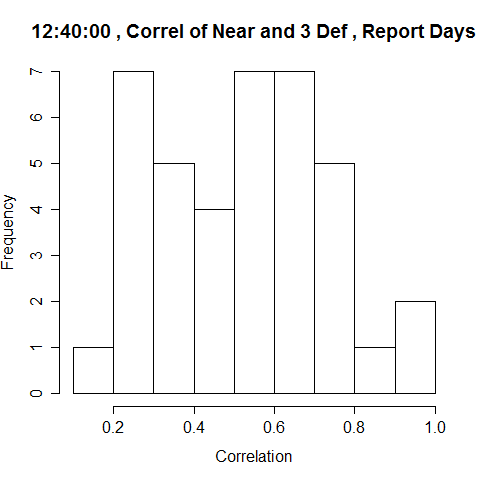 12:40:00 , Correl of Near and 3 Def , Report Days
7
6
5
4
3
2
1
0
Frequency
0.2 0.4 0.6 0.8 1.0
Correlation